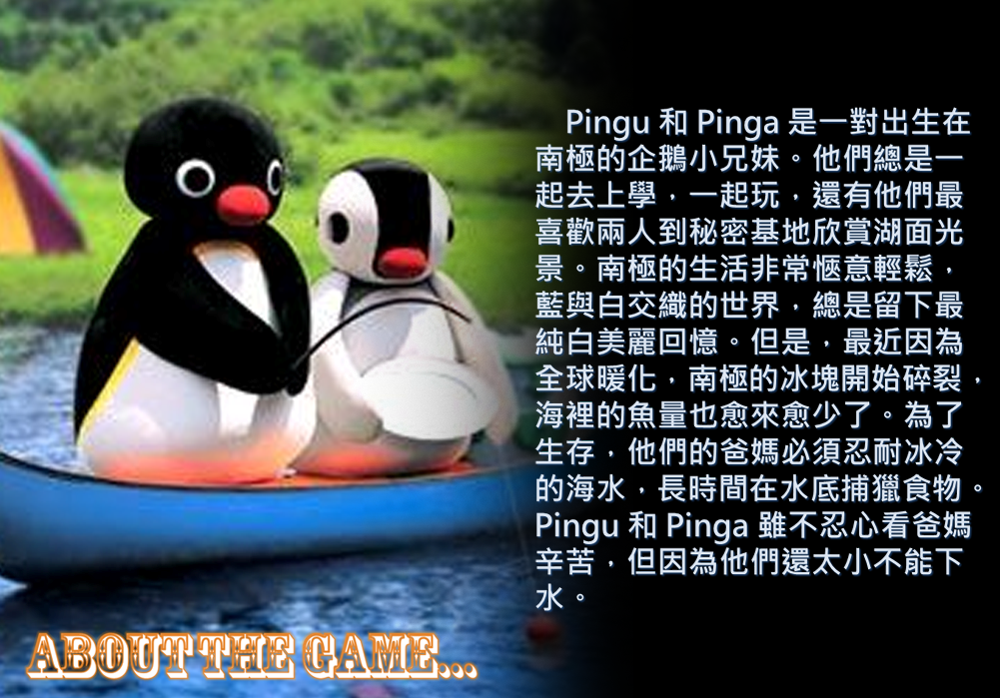 Pingu 和 Pinga 是一對出生在
南極的企鵝小兄妹。他們總是一
起去上學，一起玩，還有他們最
喜歡兩人到秘密基地欣賞湖面光
景。南極的生活非常愜意輕鬆，
藍與白交織的世界，總是留下最
純白美麗回憶。但是，最近因為
全球暖化，南極的冰塊開始碎裂，
海裡的魚量也愈來愈少了。為了
生存，他們的爸媽必須忍耐冰冷
的海水，長時間在水底捕獵食物。
Pingu 和 Pinga 雖不忍心看爸媽
辛苦，但因為他們還太小不能下
水。
ABOUT THE GAME...